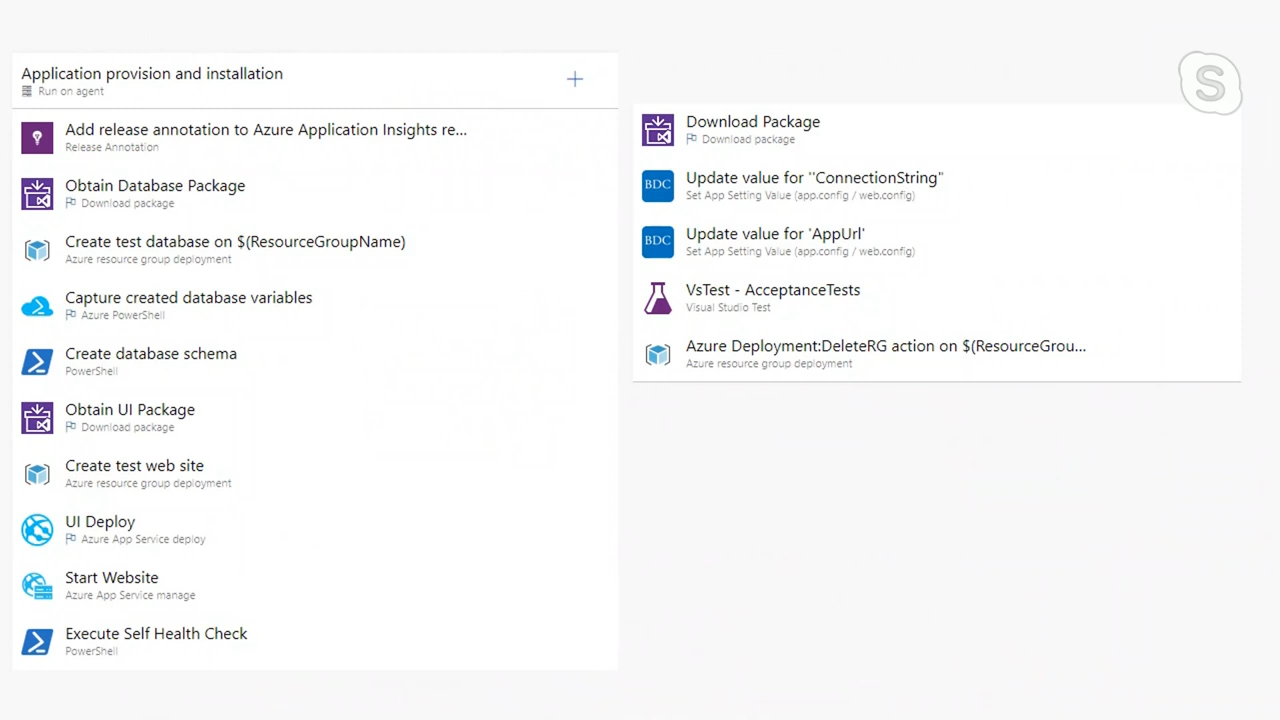 Application provision and installation
Run on agent
Add release annotation to Azure Application Insights re...
Release Annotation
Obtain Database Package
Download package
Create test database on $(ResourceGroupName)
Azure resource group deployment
Capture created database variables
Azure PowerShell
Create database schema
PowerShell
Obtain UI Package
Download package
Create test web site
Azure resource group deployment
UI Deploy
Azure App Service deploy
Start Website
Azure App Service manage
Execute Self Health Check
PowerShell
S
Download Package
Download package
BDC
Update value for ''ConnectionString"
Set App Setting Value (app.config / web.config)
BDC
Update value for 'AppUrl'
Set App Setting Value (app.config / web.config)
VsTest - AcceptanceTests
Visual Studio Test
Azure Deployment:DeleteRG action on $(ResourceGrou...
Azure resource group deployment